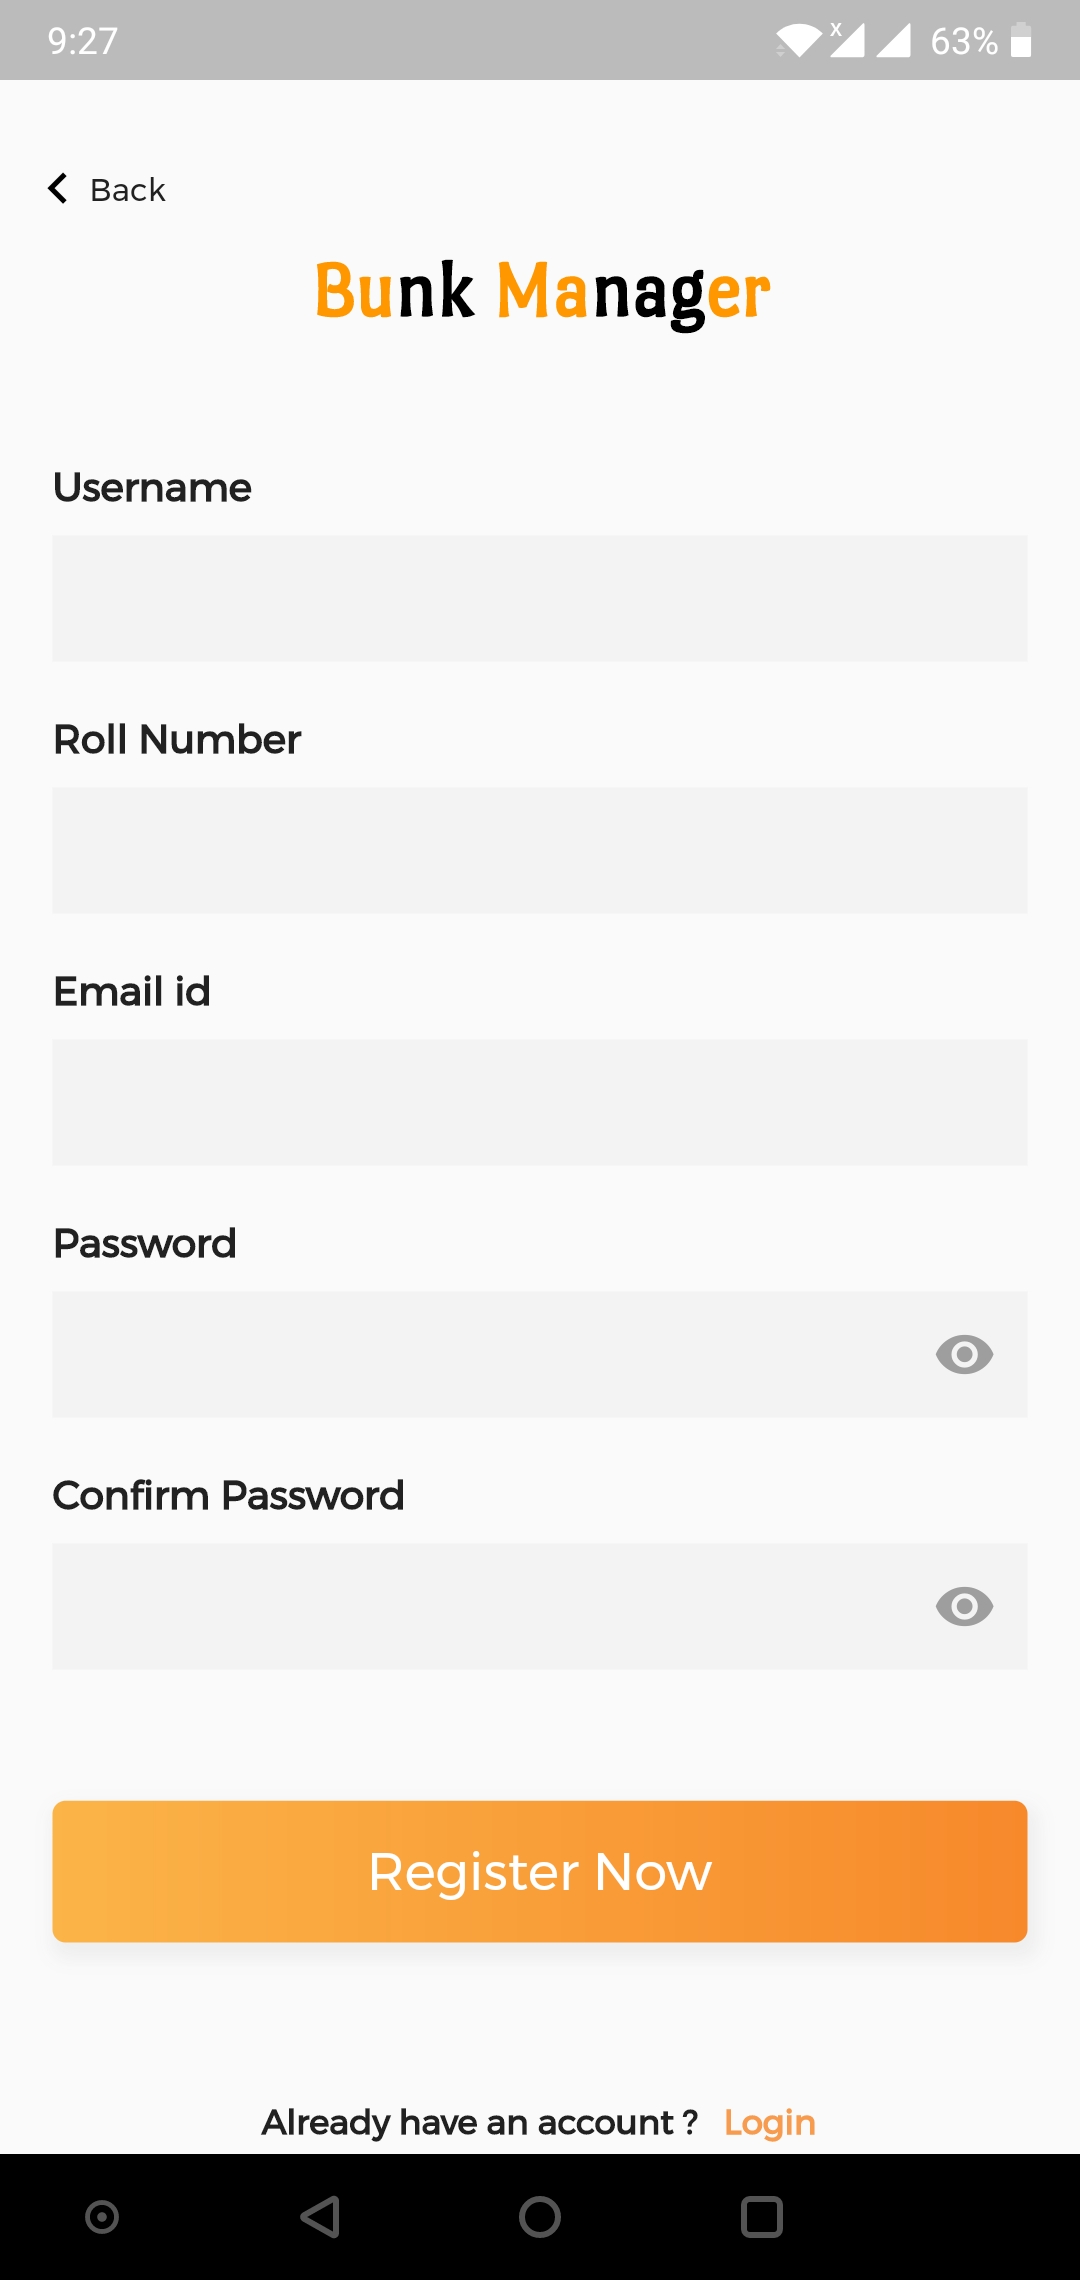 9:27 x 63%
Back
Bunk Manager
Username
Roll Number
Email id
Password
Confirm Password
Register Now
Already have an account ? Login